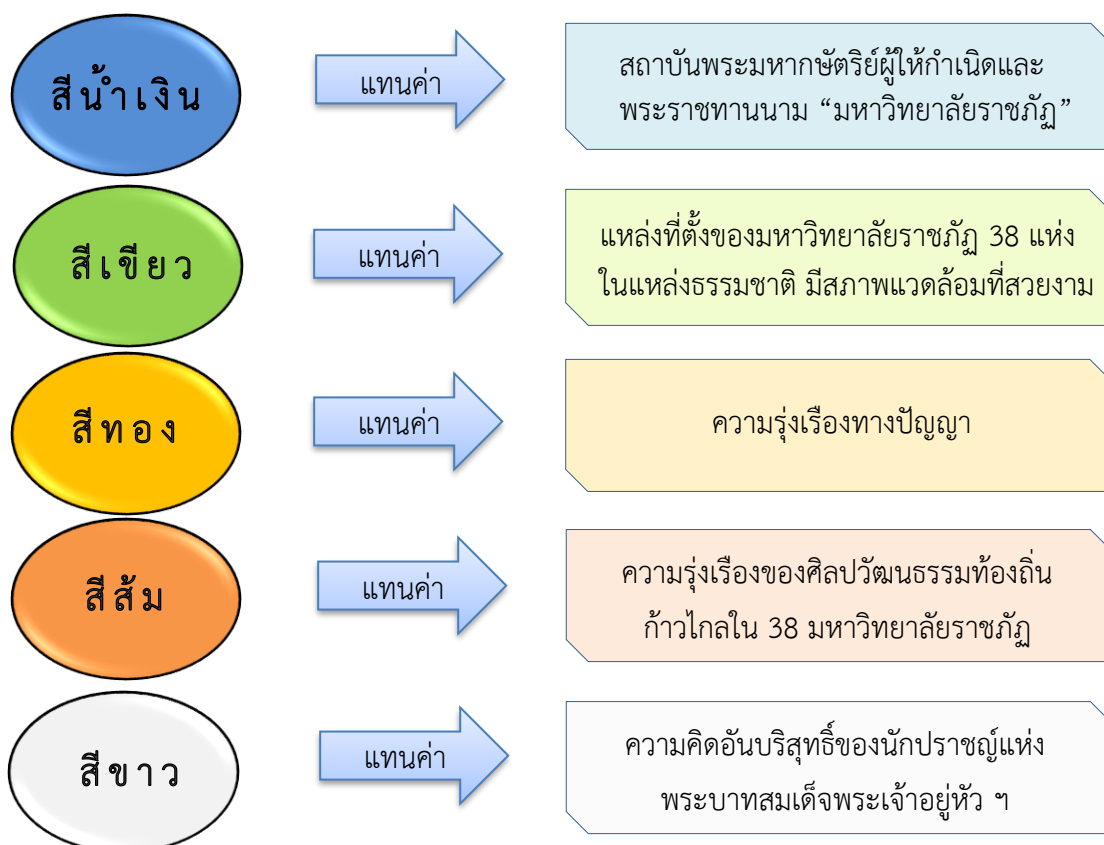 สีน้ำเงิน
แทนค่า
สถาบันพระมหากษัตริย์ผู้ให้กำเนิดและ
พระราชทานนาม “มหาวิทยาลัยราชภัฏ”
สีเขียว
แทนค่า
แหล่งที่ตั้งของมหาวิทยาลัยราชภัฏ 38 แห่ง
ในแหล่งธรรมชาติ มีสภาพแวดล้อมที่สวยงาม
สีทอง
แทนค่า
ความรุ่งเรืองทางปัญญา
สีส้ม
แทนค่า
ความรุ่งเรืองของศิลปวัฒนธรรมท้องถิ่น
ก้าวไกลใน 38 มหาวิทยาลัยราชภัฏ
สีขาว
แทนค่า
ความคิดอันบริสุทธิ์ของนักปราชญ์แห่ง
พระบาทสมเด็จพระเจ้าอยู่หัว ฯ